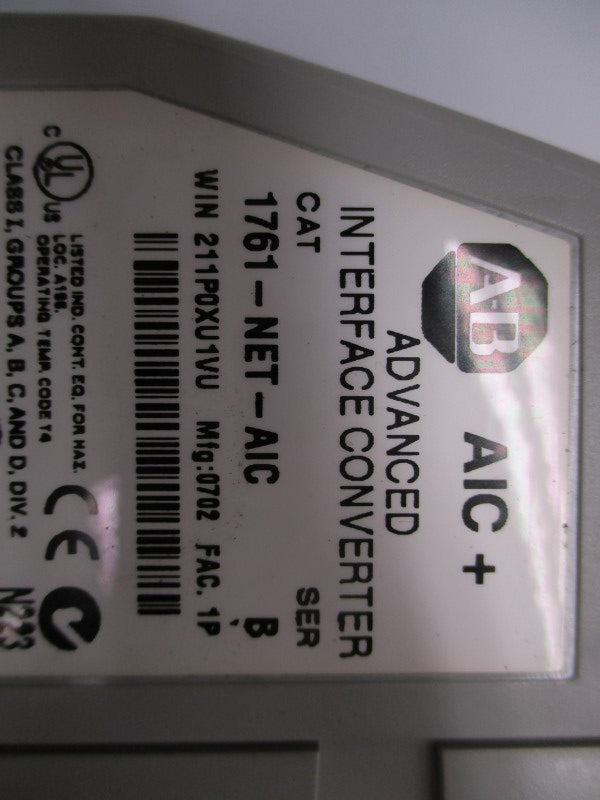 A-B
AIC +
ADVANCED
INTERFACE CONVERTER
CAT SER
1761-NET-AIC B
WIN 211P0XU1VU Mfg:0702 FAC. 1P
C UL US
LISTED IND. CONT. EQ. FOR HAZ.
LOC. A196.
OPERATING TEMP. CODE T4
CLASS I, GROUPS A, B, C, AND D, DIV. 2
CE
N223